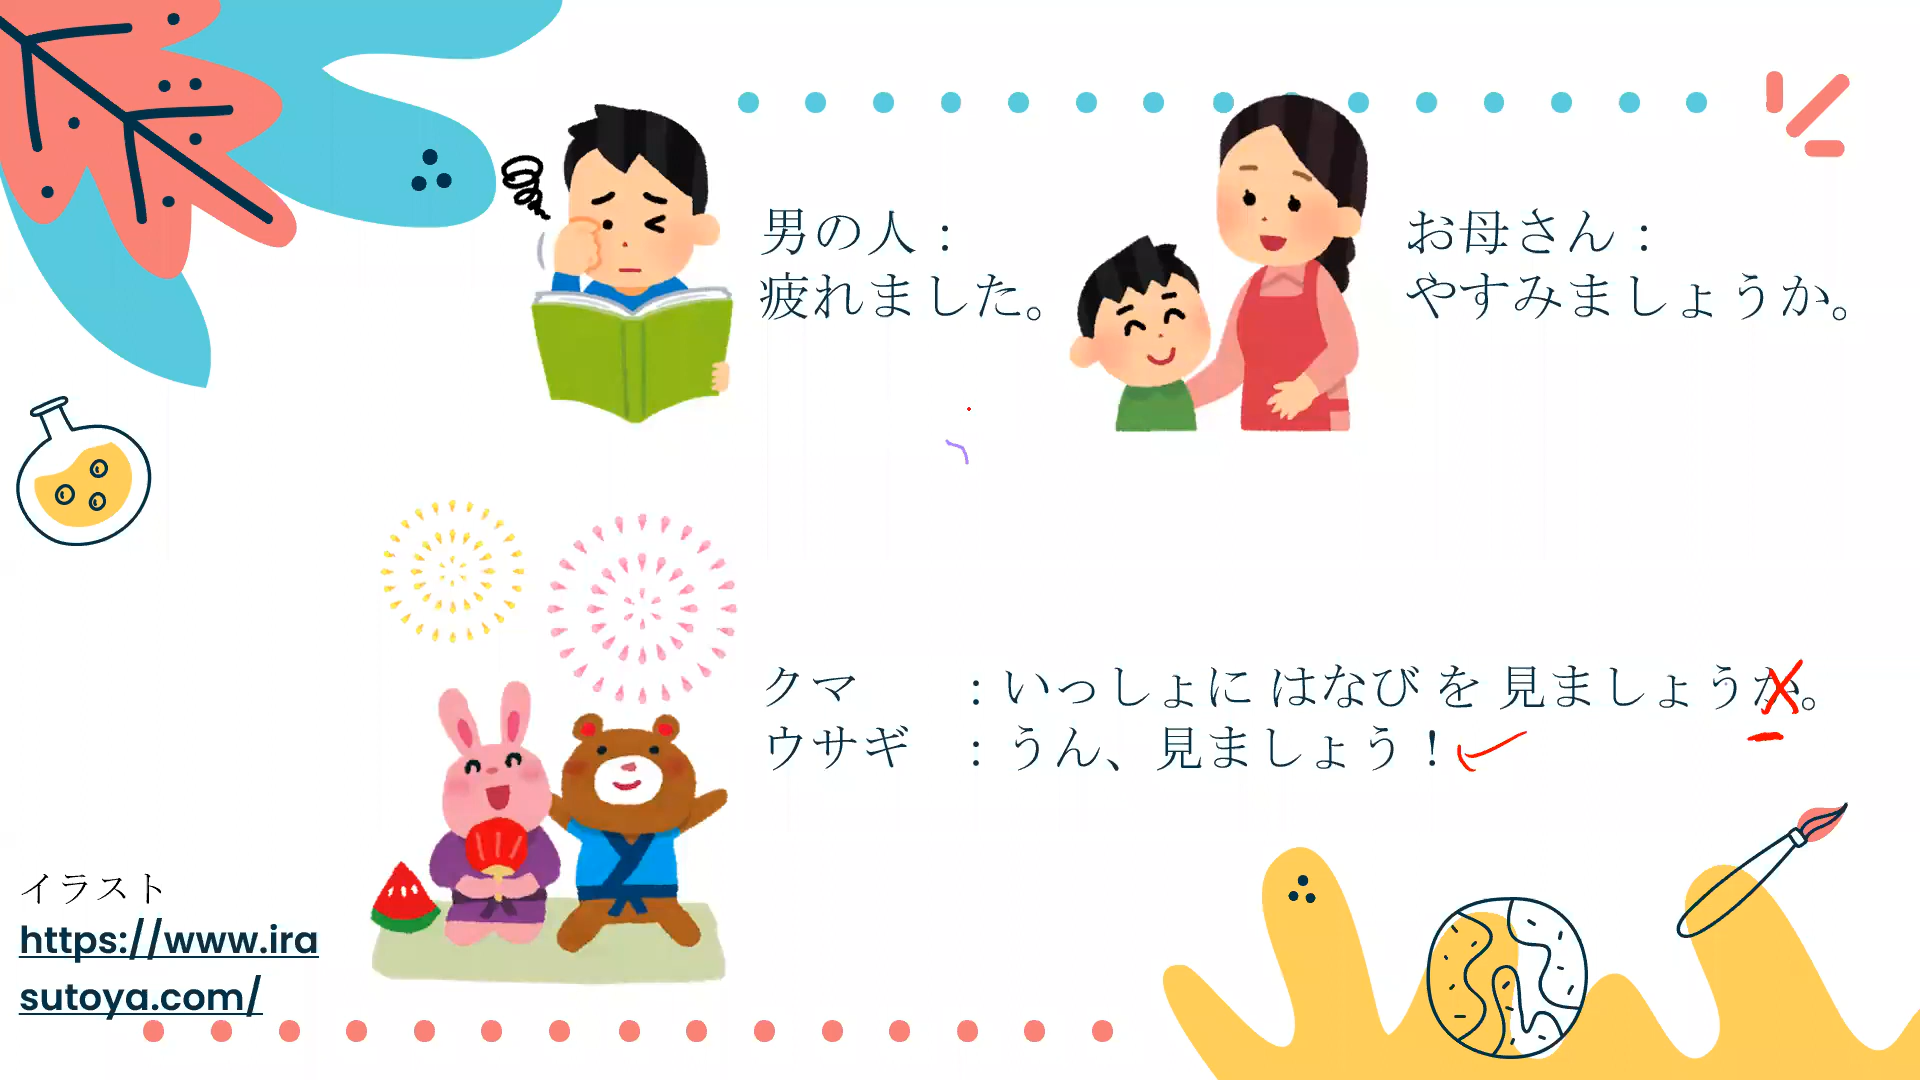 男の人：
疲れました。
お母さん：
やすみましょうか。
クマ　　：いっしょに はなび を 見ましょうか。
ウサギ　：うん、見ましょう！
イラスト
https://www.ira
sutoya.com/